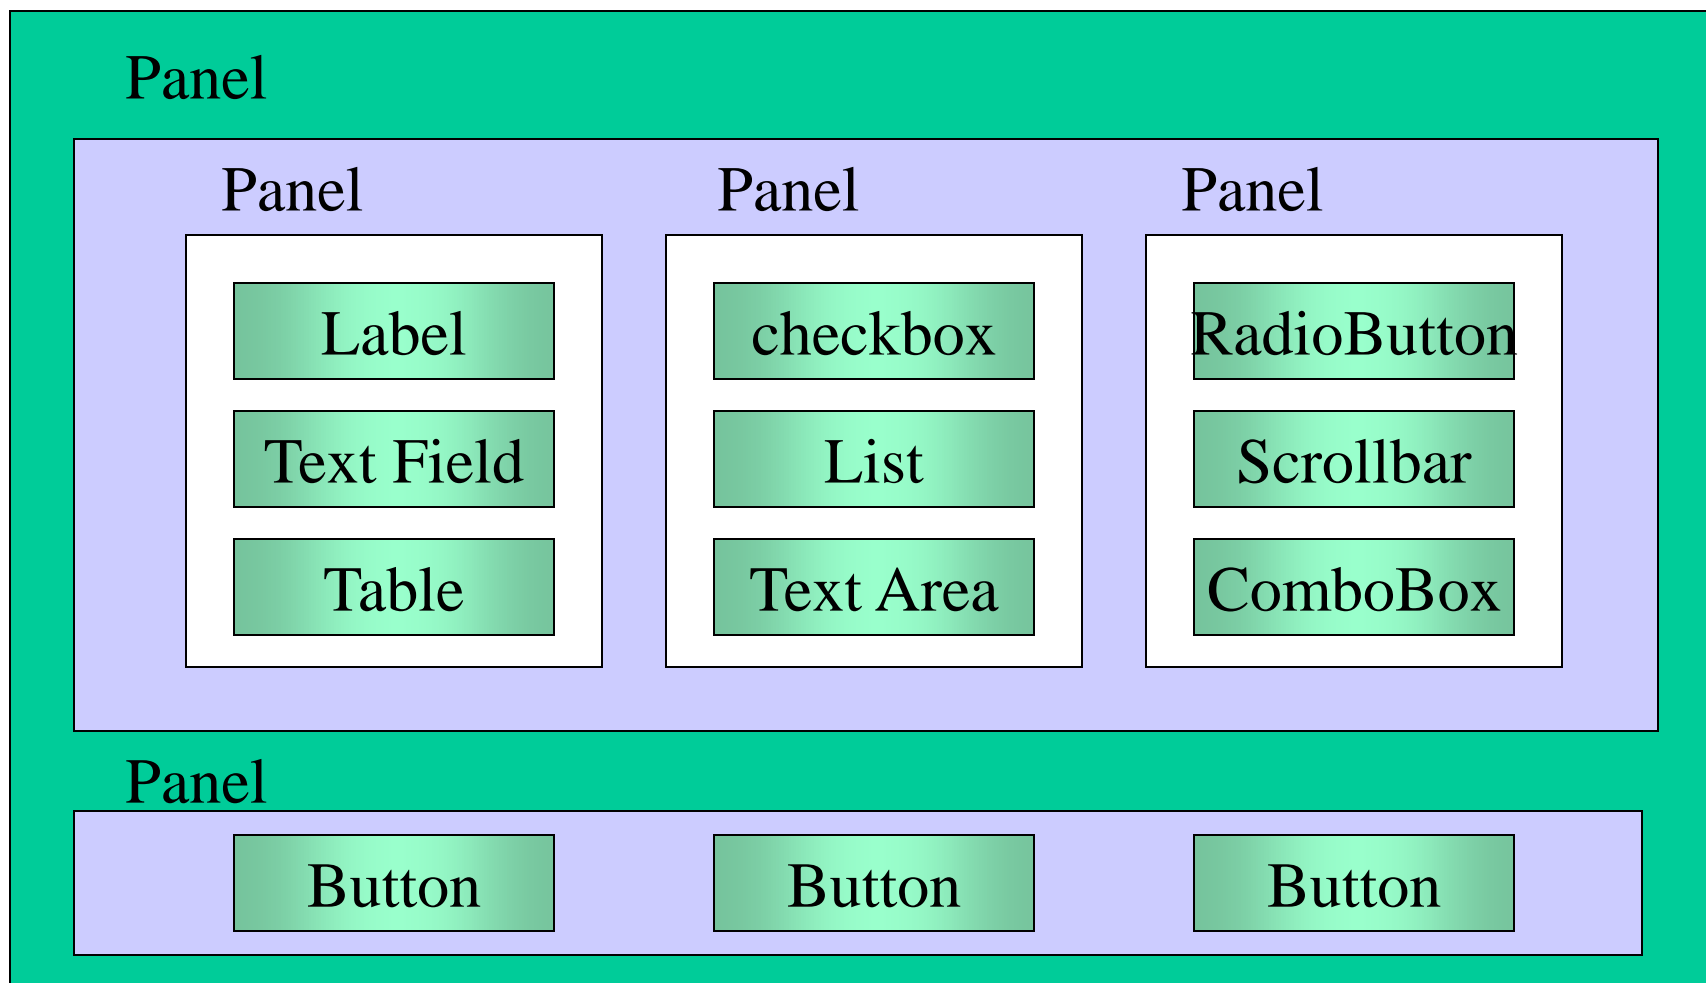 Panel
Panel Panel Panel
Label checkbox RadioButton
Text Field List Scrollbar
Table Text Area ComboBox
Panel
Button Button Button